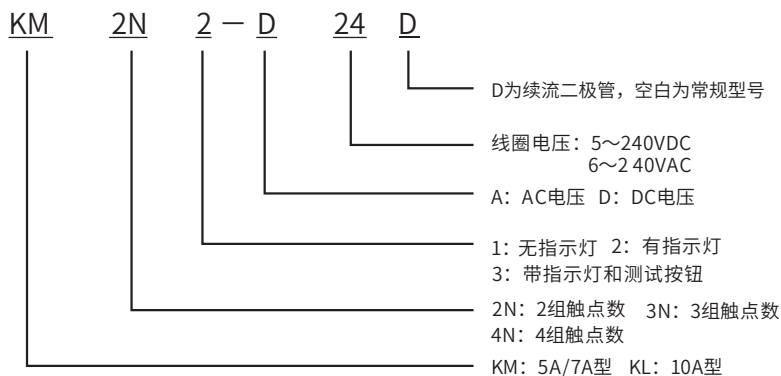 KM 2N 2 － D 24 D
D为续流二极管，空白为常规型号
线圈电压：5～240VDC
6～2 40VAC
A：AC电压 D：DC电压
1：无指示灯 2：有指示灯
3：带指示灯和测试按钮
2N：2组触点数 3N：3组触点数
4N：4组触点数
KM：5A/7A型 KL：10A型